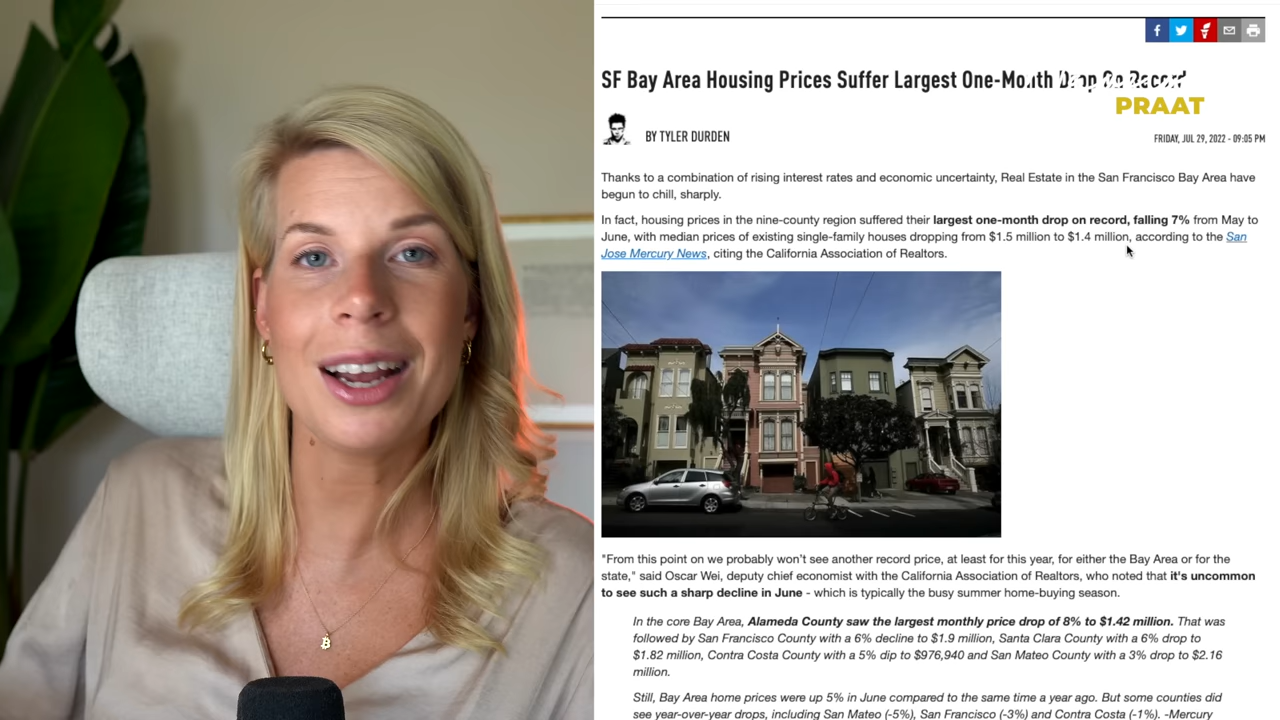 SF Bay Area Housing Prices Suffer Largest One-Month Drop On Record
PRAAT
BY TYLER DURDEN
FRIDAY, JUL 29, 2022 - 09:05 PM
Thanks to a combination of rising interest rates and economic uncertainty, Real Estate in the San Francisco Bay Area have
begun to chill, sharply.
In fact, housing prices in the nine-county region suffered their largest one-month drop on record, falling 7% from May to
June, with median prices of existing single-family houses dropping from $1.5 million to $1.4 million, according to the San
Jose Mercury News, citing the California Association of Realtors.
"From this point on we probably won't see another record price, at least for this year, for either the Bay Area or for the
state," said Oscar Wei, deputy chief economist with the California Association of Realtors, who noted that it's uncommon
to see such a sharp decline in June - which is typically the busy summer home-buying season.
In the core Bay Area, Alameda County saw the largest monthly price drop of 8% to $1.42 million. That was
followed by San Francisco County with a 6% decline to $1.9 million, Santa Clara County with a 6% drop to
$1.82 million, Contra Costa County with a 5% dip to $976,940 and San Mateo County with a 3% drop to $2.16
million.
Still, Bay Area home prices were up 5% in June compared to the same time a year ago. But some counties did
see year-over-year drops, including San Mateo (-5%), San Francisco (-3%) and Contra Costa (-1%). -Mercury